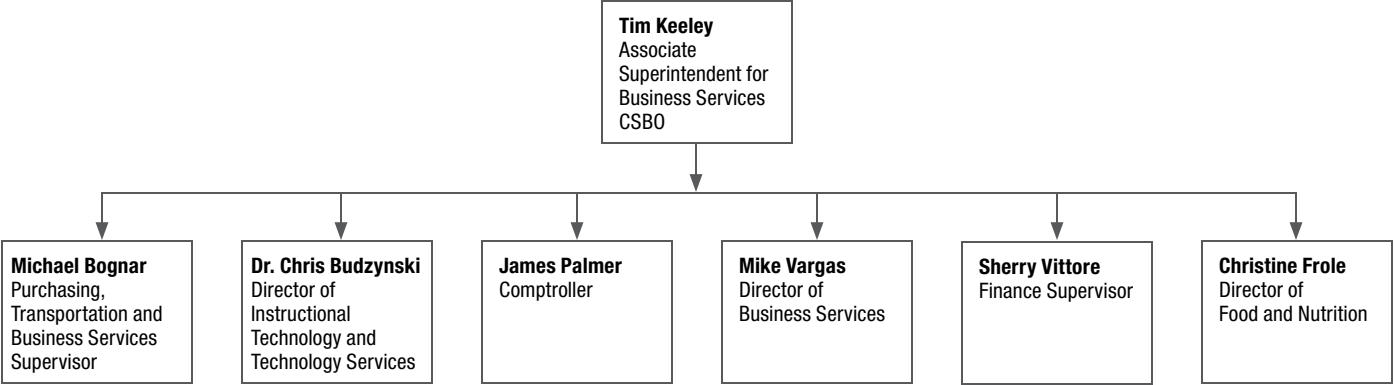 Tim Keeley
Associate
Superintendent for
Business Services
CSBO
Michael Bognar
Purchasing,
Transportation and
Business Services
Supervisor
Dr. Chris Budzynski
Director of
Instructional
Technology and
Technology Services
James Palmer
Comptroller
Mike Vargas
Director of
Business Services
Sherry Vittore
Finance Supervisor
Christine Frole
Director of
Food and Nutrition